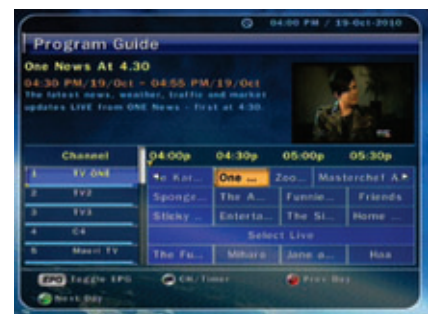 04:00 PM / 19-Oct-2010
Program Guide
One News At 4.30
04:30 PM/19/Oct - 04:55 PM/19/Oct
The latest news, weather, traffic and market
updates LIVE from ONE News - first at 4.30.
Channel 04:00p 04:30p 05:00p 05:30p
1 TV ONE e Kor... One ... Zoo... Masterchef A
2 TV2 Spongr... The A... Funnie... Friends
3 TV3 Sticky ... Enterta... The Si... Home ...
4 C4 Select Live
5 Maori TV The Fu... Miharo Jane a... Haa
EPG Toggle EPG CH/Timer Prev Day
Next Day